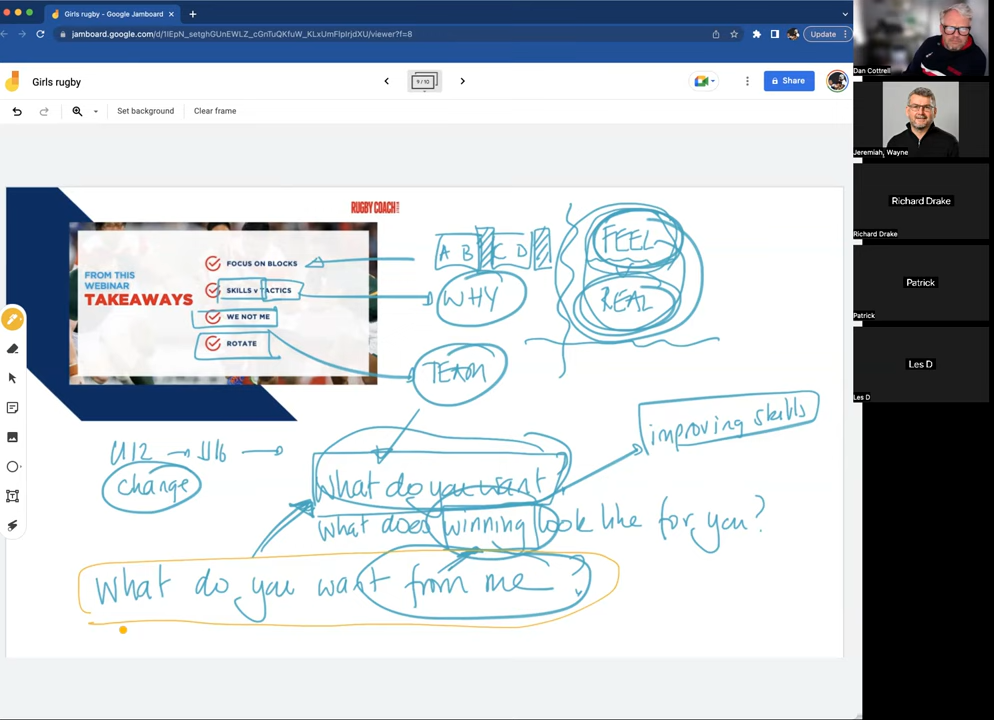 Girls rugby - Google Jamboard
jamboard.google.com/d/1IEpN_setghGUnEWLZ_cGnTuQKfuW_KLxUmFlpIrjdXU/viewer?f=8
Update
Girls rugby
9 / 10
Share
Set background
Clear frame
RUGBY COACH
FROM THIS
WEBINAR
TAKEAWAYS
FOCUS ON BLOCKS
SKILLS v TACTICS
WE NOT ME
ROTATE
A B C D
WHY
FEEL
REAL
TEAM
U12 → U16
change
What do you want?
what does winning look like for you?
improving skills
What do you want from me?
Dan Cottrell
Jeremiah, Wayne
Richard Drake
Richard Drake
Patrick
Patrick
Les D
Les D